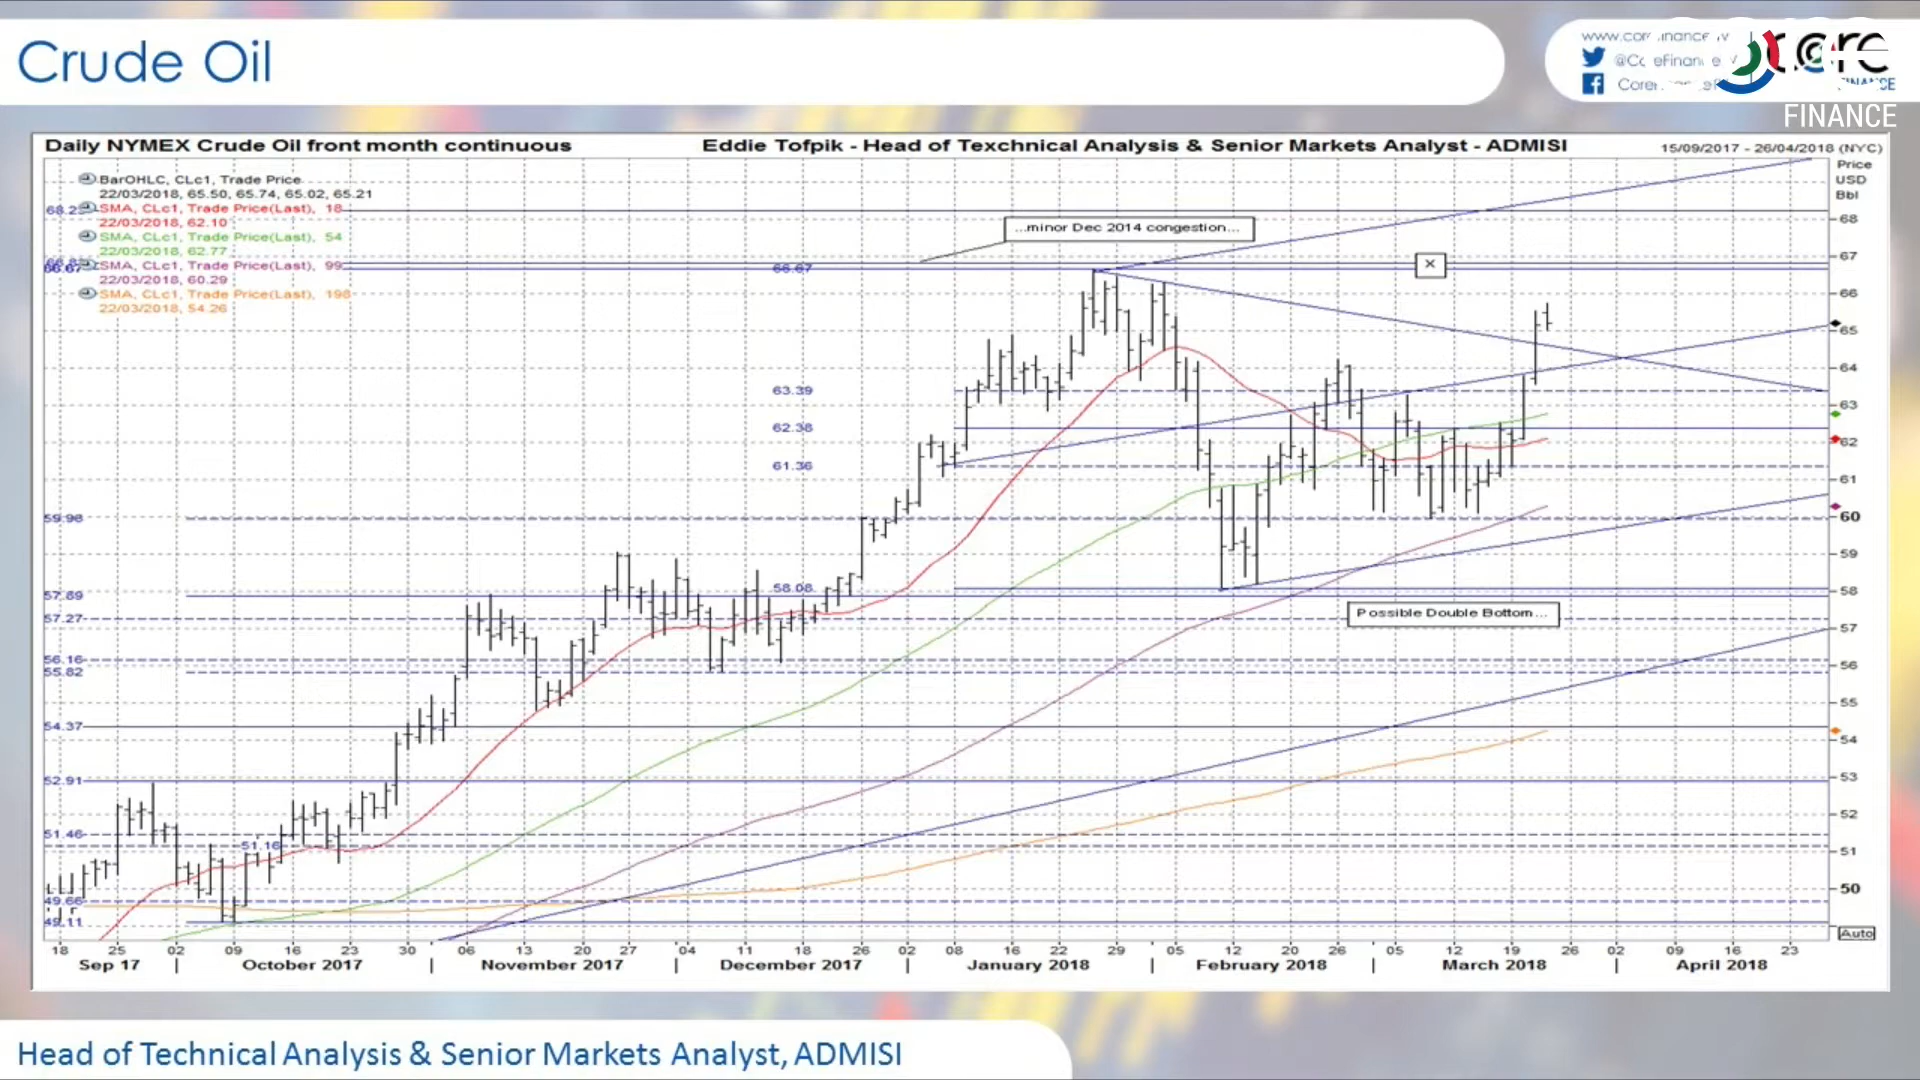 Crude Oil
FINANCE
Daily NYMEX Crude Oil front month continuous
Eddie Tofpik - Head of Texchnical Analysis & Senior Markets Analyst - ADMISI
15/09/2017 - 26/04/2018 (NYC)
Price
USD
Bbl
BarOHLC, CLc1, Trade Price
22/03/2018, 65.50, 65.74, 65.02, 65.21
SMA, CLc1, Trade Price(Last), 18
22/03/2018, 62.10
SMA, CLc1, Trade Price(Last), 54
22/03/2018, 62.77
SMA, CLc1, Trade Price(Last), 99
22/03/2018, 60.29
SMA, CLc1, Trade Price(Last), 198
22/03/2018, 54.26
...minor Dec 2014 congestion...
X
66.67
66.67
63.39
62.38
61.36
59.96
58.08
57.89
57.27
56.16
55.82
54.37
52.91
51.46
51.16
49.66
49.11
Possible Double Bottom...
68
67
66
65
64
63
62
61
60
59
58
57
56
55
54
53
52
51
50
Auto
18 25 02 09 16 23 30 06 13 20 27 04 11 18 26 02 08 16 22 29 05 12 20 26 05 12 19 26 02 09 16 23
Sep 17 October 2017 November 2017 December 2017 January 2018 February 2018 March 2018 April 2018
Head of Technical Analysis & Senior Markets Analyst, ADMISI